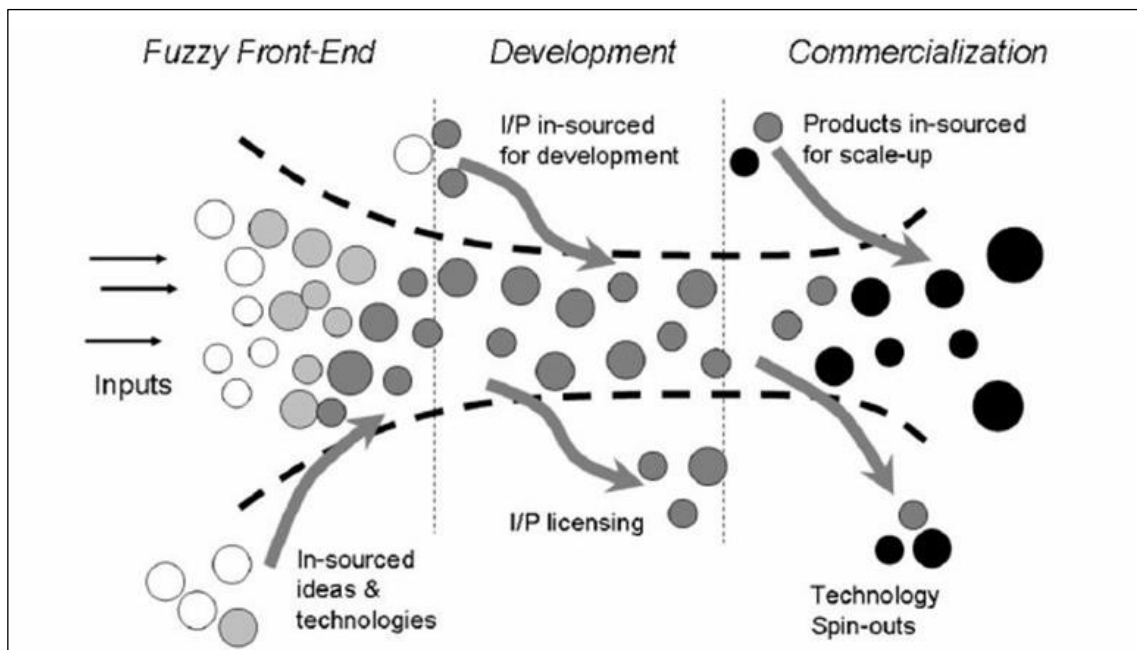 Fuzzy Front-End
Development
Commercialization
I/P in-sourced
for development
Products in-sourced
for scale-up
Inputs
I/P licensing
In-sourced
ideas &
technologies
Technology
Spin-outs